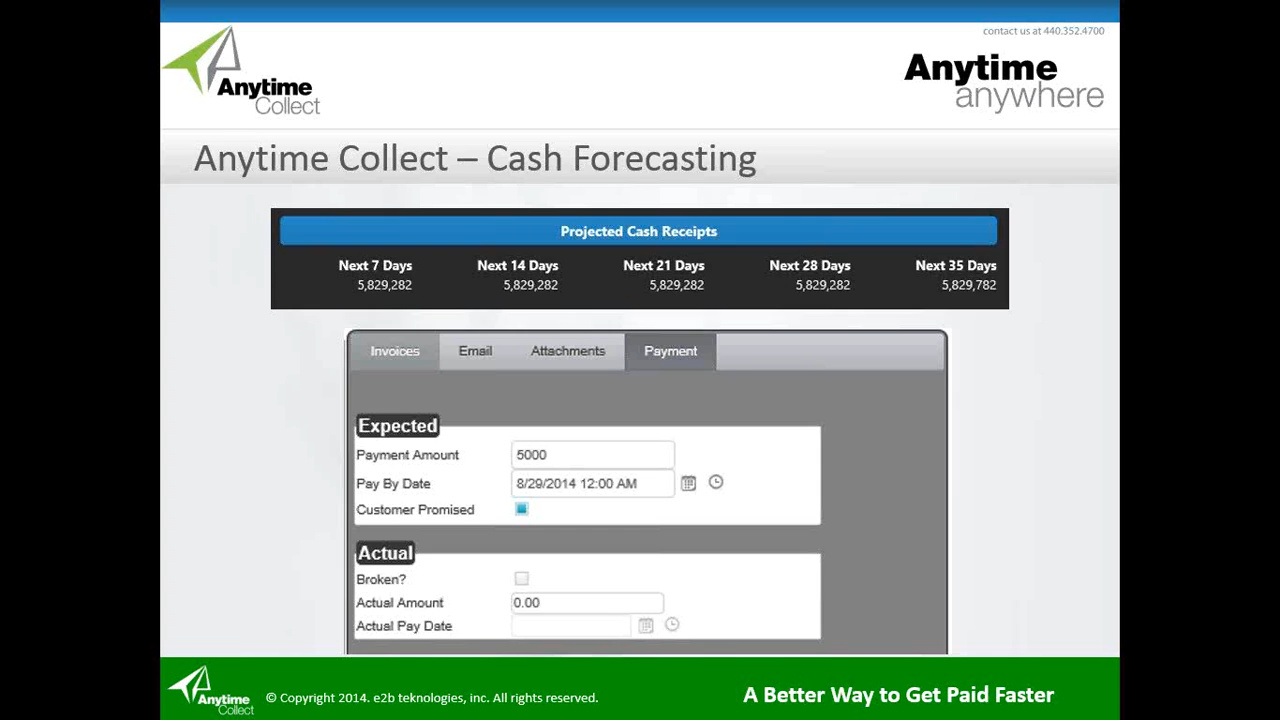 contact us at 440.352.4700
Anytime
Collect
Anytime
anywhere
Anytime Collect – Cash Forecasting
Projected Cash Receipts
Next 7 Days Next 14 Days Next 21 Days Next 28 Days Next 35 Days
5,829,282 5,829,282 5,829,282 5,829,282 5,829,782
Invoices Email Attachments Payment
Expected
Payment Amount 5000
Pay By Date 8/29/2014 12:00 AM
Customer Promised
Actual
Broken?
Actual Amount 0.00
Actual Pay Date
Anytime
Collect
© Copyright 2014. e2b teknologies, inc. All rights reserved.
A Better Way to Get Paid Faster